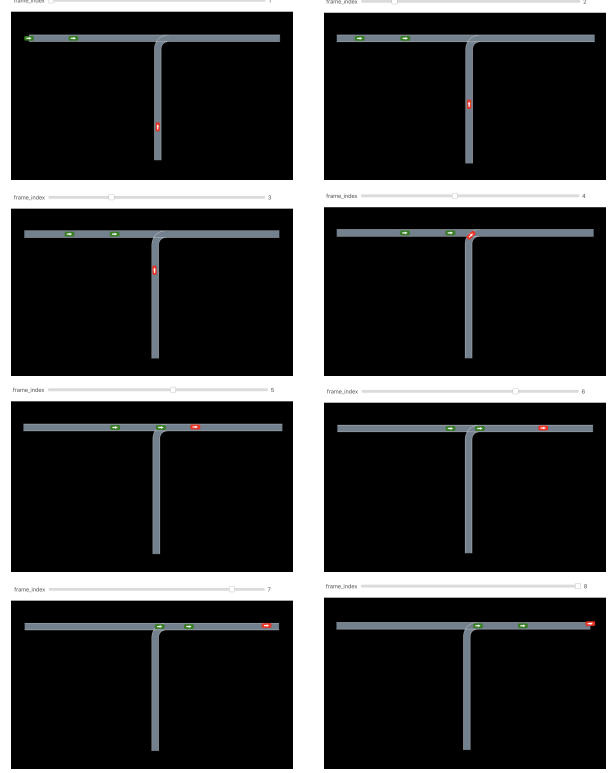 frame_index 1
frame_index 2
frame_index 3
frame_index 4
frame_index 5
frame_index 6
frame_index 7
frame_index 8